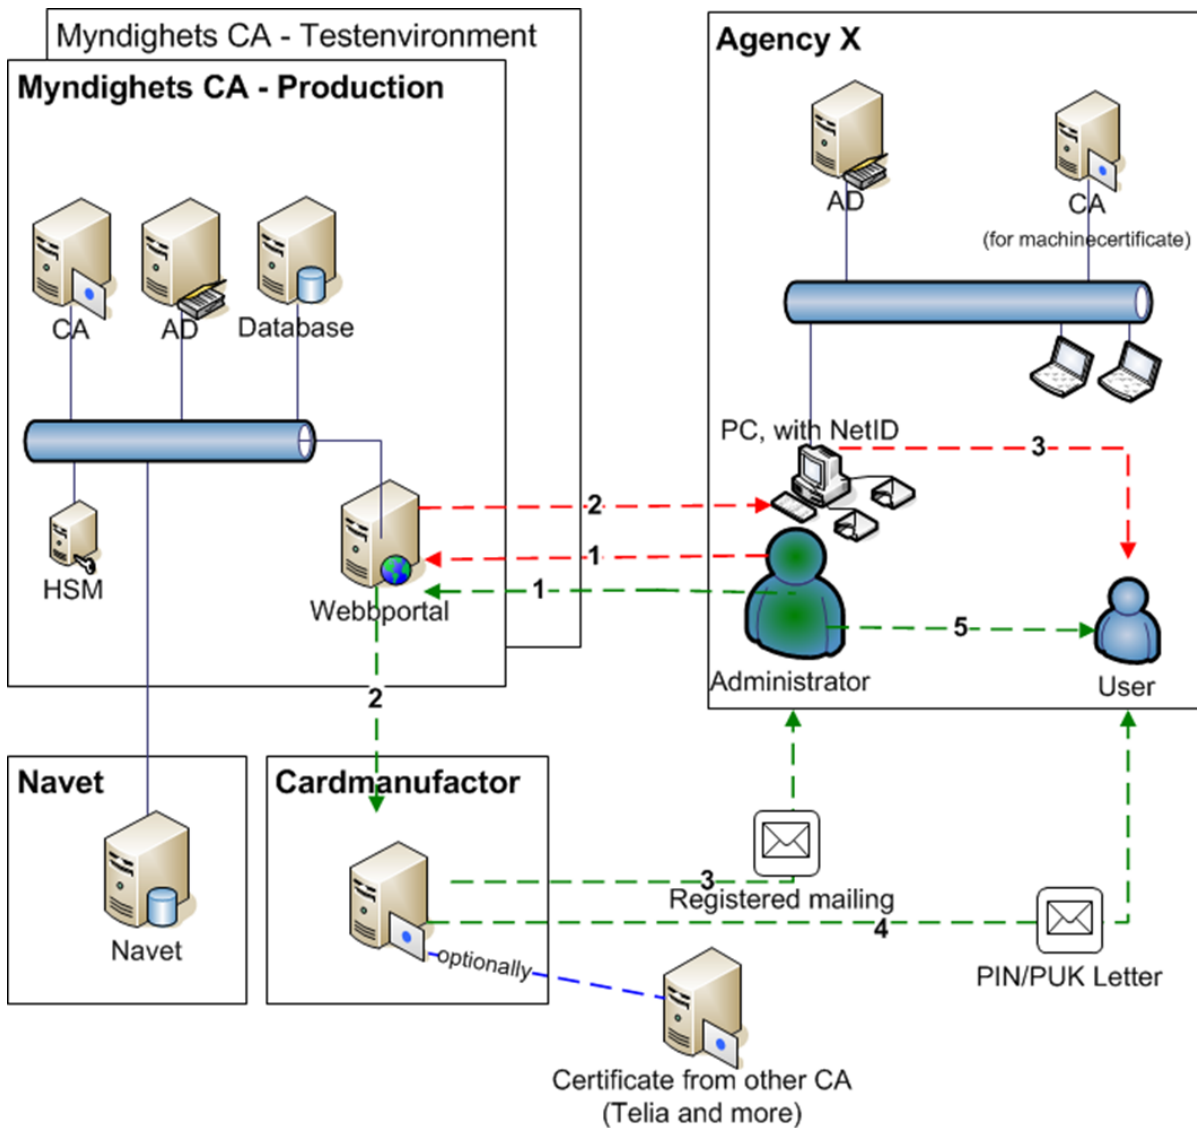 Myndighets CA - Testenvironment
Myndighets CA - Production
CA
AD
Database
HSM
Webbportal
Agency X
AD
CA
(for machinecertificate)
PC, with NetID
3
2
1
1
5
Administrator
User
2
Navet
Navet
Cardmanufactor
3
Registered mailing
4
PIN/PUK Letter
optionally
Certificate from other CA
(Telia and more)